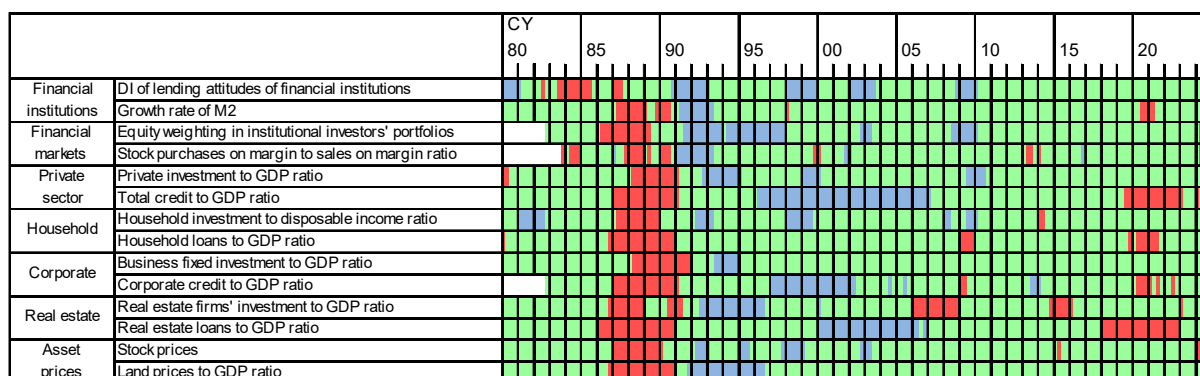 CY
80 85 90 95 00 05 10 15 20
Financial institutions DI of lending attitudes of financial institutions
Growth rate of M2
Financial markets Equity weighting in institutional investors' portfolios
Stock purchases on margin to sales on margin ratio
Private sector Private investment to GDP ratio
Total credit to GDP ratio
Household Household investment to disposable income ratio
Household loans to GDP ratio
Corporate Business fixed investment to GDP ratio
Corporate credit to GDP ratio
Real estate Real estate firms' investment to GDP ratio
Real estate loans to GDP ratio
Asset prices Stock prices
Land prices to GDP ratio